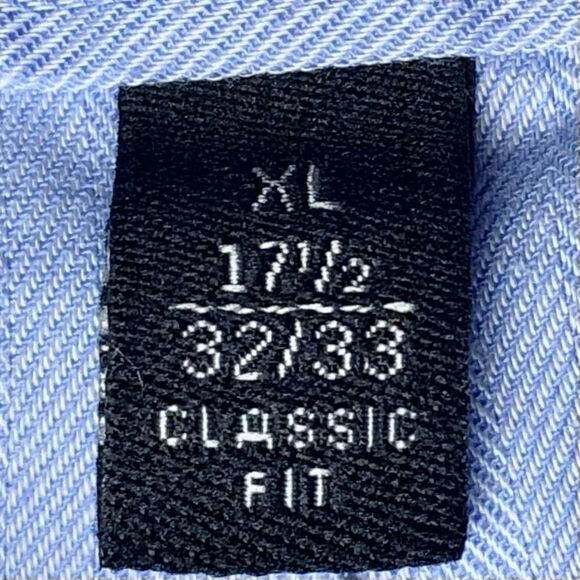 XL
17½
32/33
CLASSIC
FIT